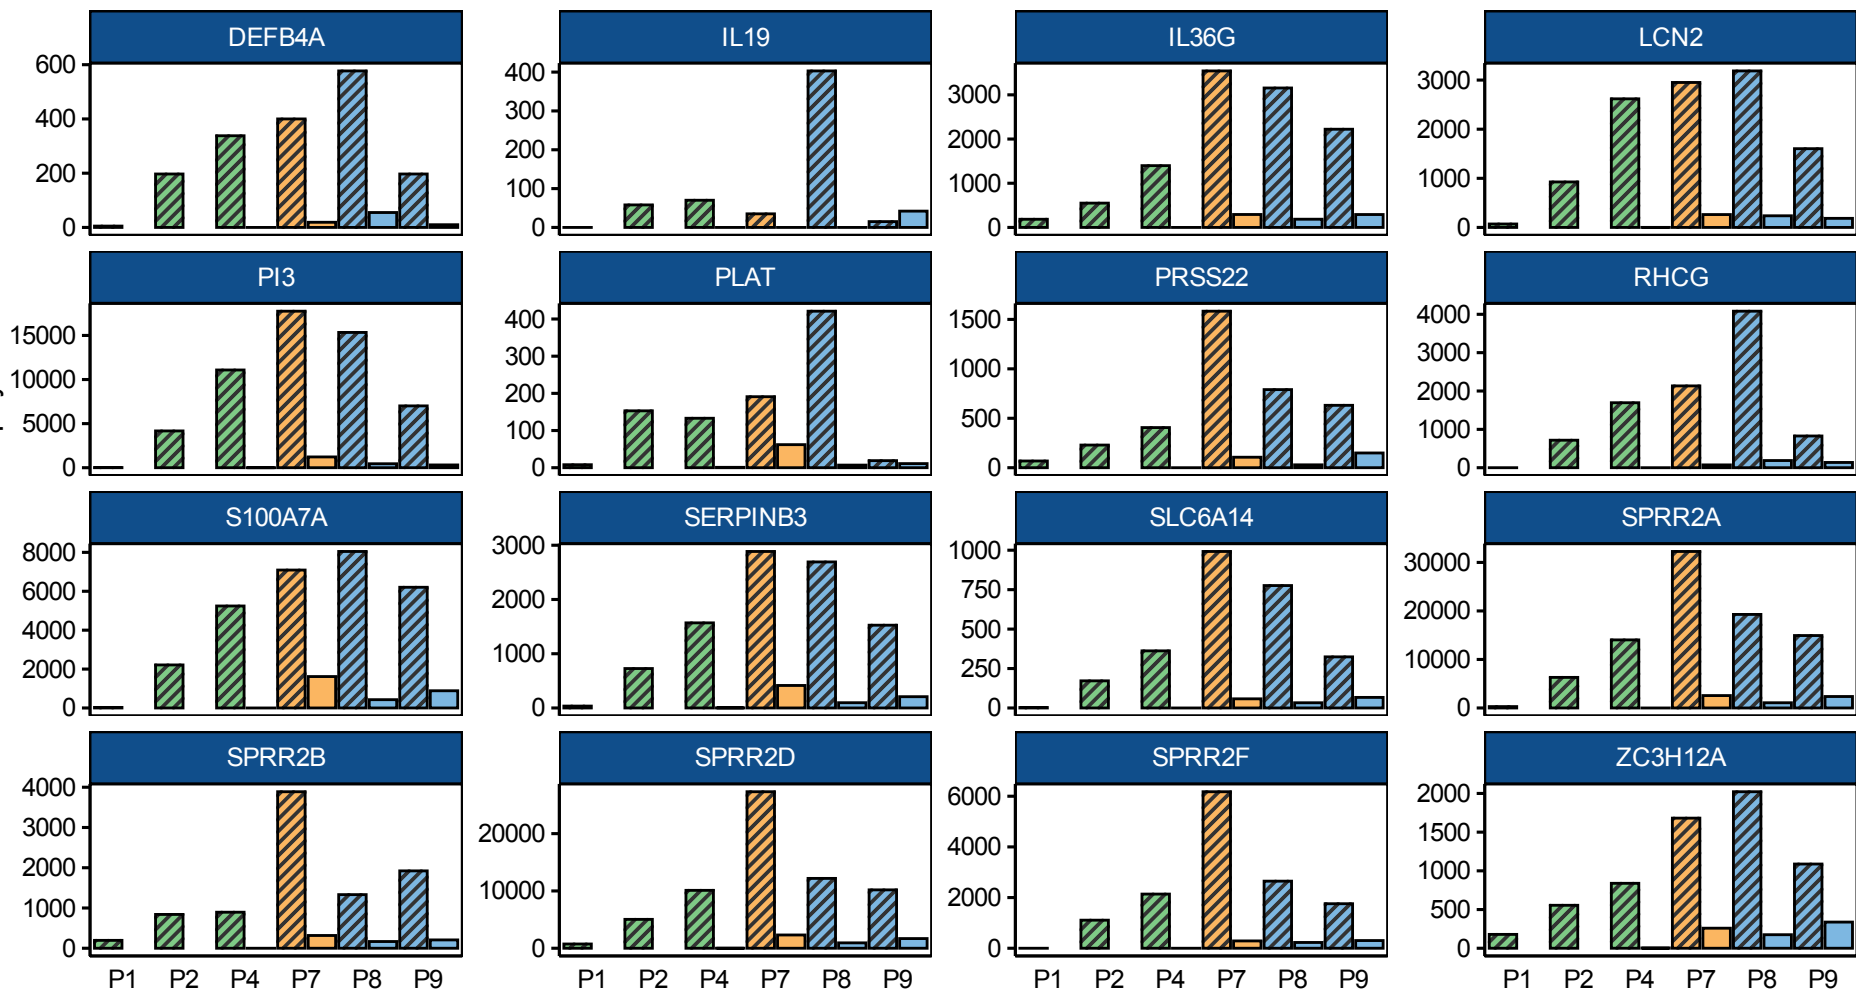 DEFB4A IL19 IL36G LCN2
600 400 200 0
400 300 200 100 0
3000 2000 1000 0
3000 2000 1000 0
PI3 PLAT PRSS22 RHCG
15000 10000 5000 0
400 300 200 100 0
1500 1000 500 0
4000 3000 2000 1000 0
S100A7A SERPINB3 SLC6A14 SPRR2A
8000 6000 4000 2000 0
3000 2000 1000 0
1000 750 500 250 0
30000 20000 10000 0
SPRR2B SPRR2D SPRR2F ZC3H12A
4000 3000 2000 1000 0
20000 10000 0
6000 4000 2000 0
2000 1500 1000 500 0
P1 P2 P4 P7 P8 P9 P1 P2 P4 P7 P8 P9 P1 P2 P4 P7 P8 P9 P1 P2 P4 P7 P8 P9